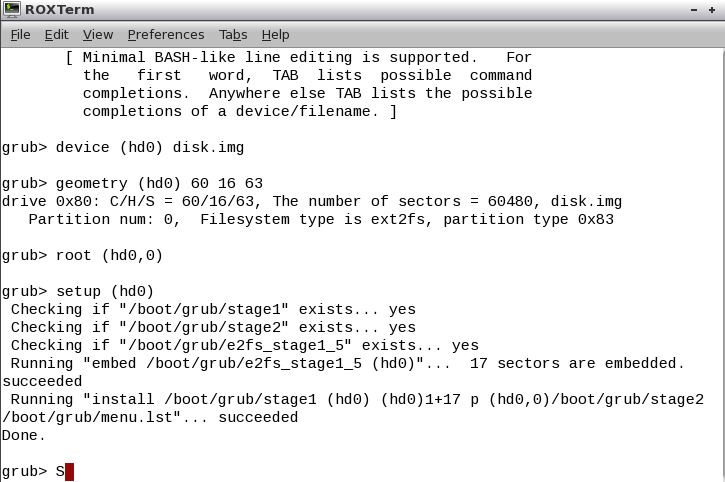 ROXTerm
File Edit View Preferences Tabs Help
[ Minimal BASH-like line editing is supported.   For
the   first   word,  TAB  lists  possible  command
completions.  Anywhere else TAB lists the possible
completions of a device/filename. ]
grub> device (hd0) disk.img
grub> geometry (hd0) 60 16 63
drive 0x80: C/H/S = 60/16/63, The number of sectors = 60480, disk.img
Partition num: 0,  Filesystem type is ext2fs, partition type 0x83
grub> root (hd0,0)
grub> setup (hd0)
Checking if "/boot/grub/stage1" exists... yes
Checking if "/boot/grub/stage2" exists... yes
Checking if "/boot/grub/e2fs_stage1_5" exists... yes
Running "embed /boot/grub/e2fs_stage1_5 (hd0)"...  17 sectors are embedded.
succeeded
Running "install /boot/grub/stage1 (hd0) (hd0)1+17 p (hd0,0)/boot/grub/stage2
/boot/grub/menu.lst"... succeeded
Done.
grub> S